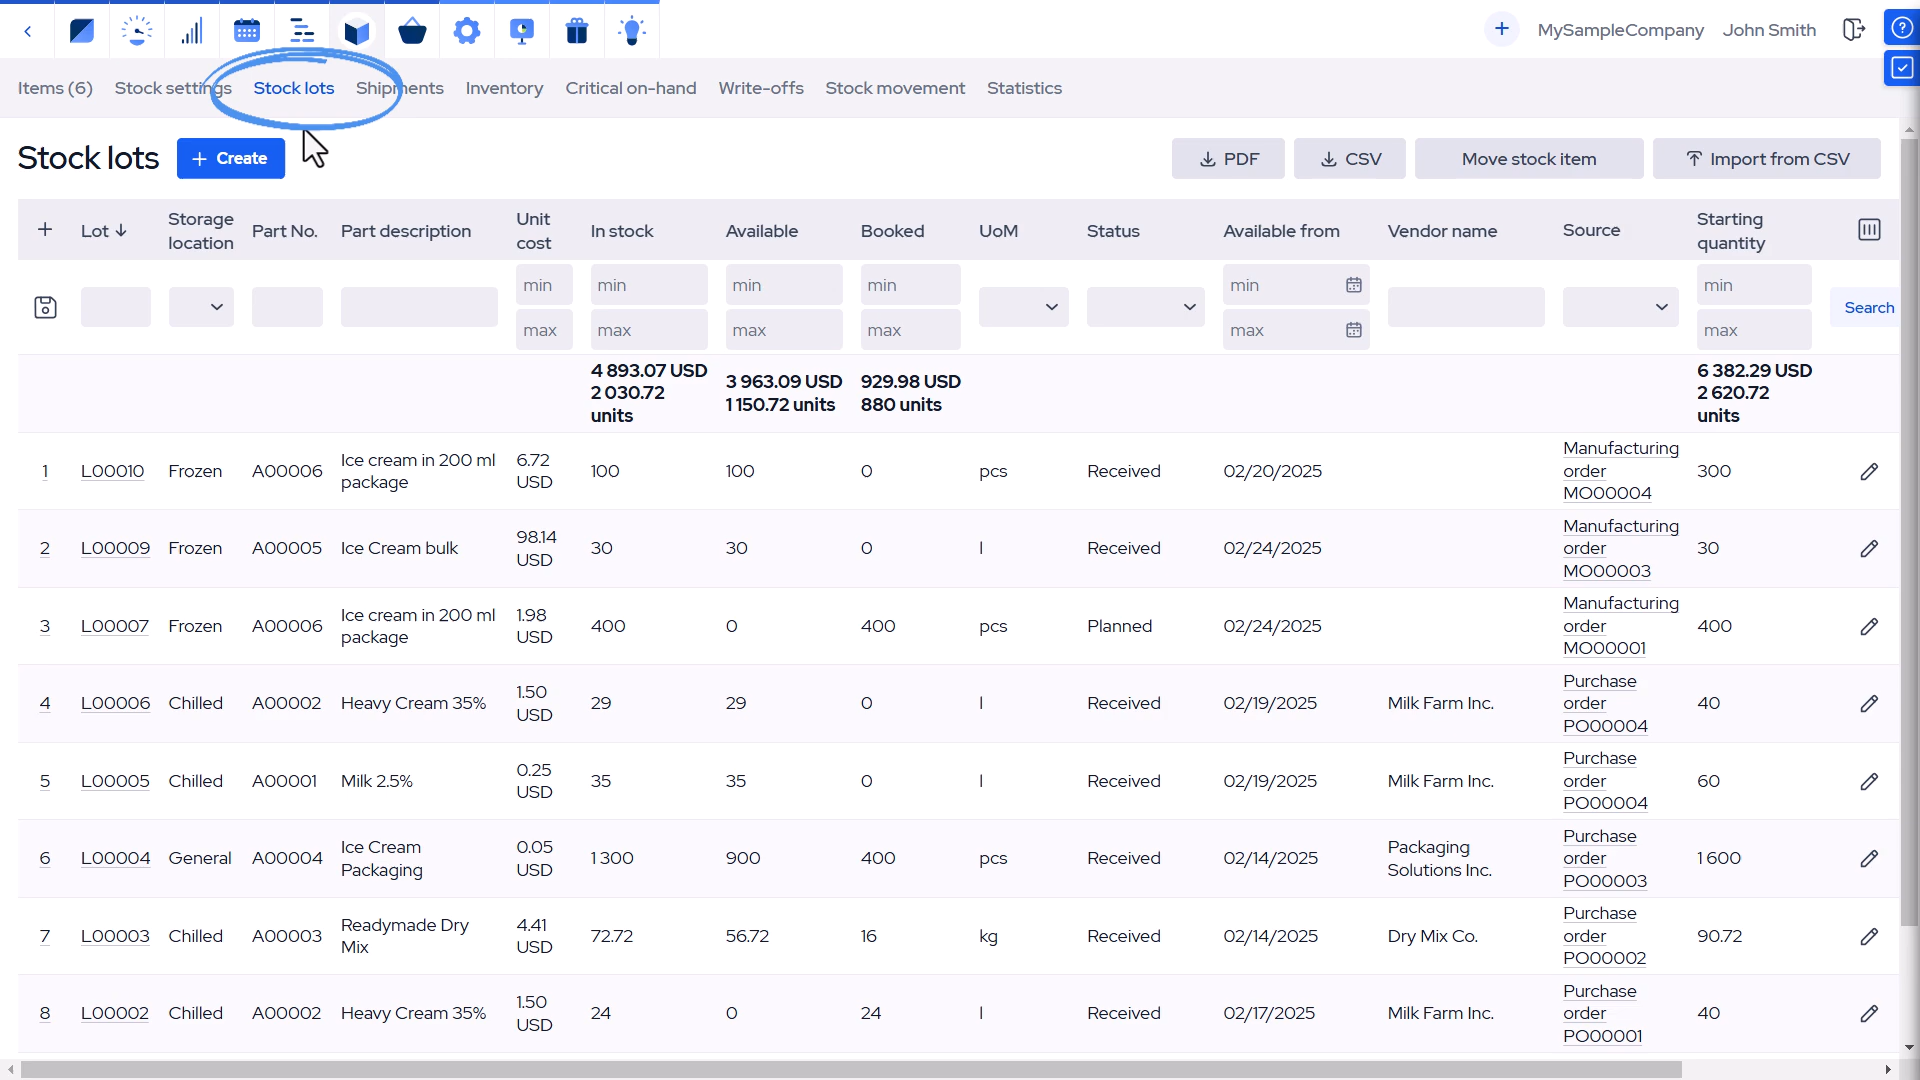 MySampleCompany John Smith
Items (6) Stock settings Stock lots Shipments Inventory Critical on-hand Write-offs Stock movement Statistics
Stock lots + Create PDF CSV Move stock item Import from CSV
+ Lot ↓ Storage location Part No. Part description Unit cost In stock Available Booked UoM Status Available from Vendor name Source Starting quantity
min min min min min min
Search
max max max max max max
4 893.07 USD 2 030.72 units 3 963.09 USD 1 150.72 units 929.98 USD 880 units 6 382.29 USD 2 620.72 units
1 L00010 Frozen A00006 Ice cream in 200 ml package 6.72 USD 100 100 0 pcs Received 02/20/2025 Manufacturing order MO00004 300
2 L00009 Frozen A00005 Ice Cream bulk 98.14 USD 30 30 0 l Received 02/24/2025 Manufacturing order MO00003 30
3 L00007 Frozen A00006 Ice cream in 200 ml package 1.98 USD 400 0 400 pcs Planned 02/24/2025 Manufacturing order MO00001 400
4 L00006 Chilled A00002 Heavy Cream 35% 1.50 USD 29 29 0 l Received 02/19/2025 Milk Farm Inc. Purchase order PO00004 40
5 L00005 Chilled A00001 Milk 2.5% 0.25 USD 35 35 0 l Received 02/19/2025 Milk Farm Inc. Purchase order PO00004 60
6 L00004 General A00004 Ice Cream Packaging 0.05 USD 1 300 900 400 pcs Received 02/14/2025 Packaging Solutions Inc. Purchase order PO00003 1 600
7 L00003 Chilled A00003 Readymade Dry Mix 4.41 USD 72.72 56.72 16 kg Received 02/14/2025 Dry Mix Co. Purchase order PO00002 90.72
8 L00002 Chilled A00002 Heavy Cream 35% 1.50 USD 24 0 24 l Received 02/17/2025 Milk Farm Inc. Purchase order PO00001 40